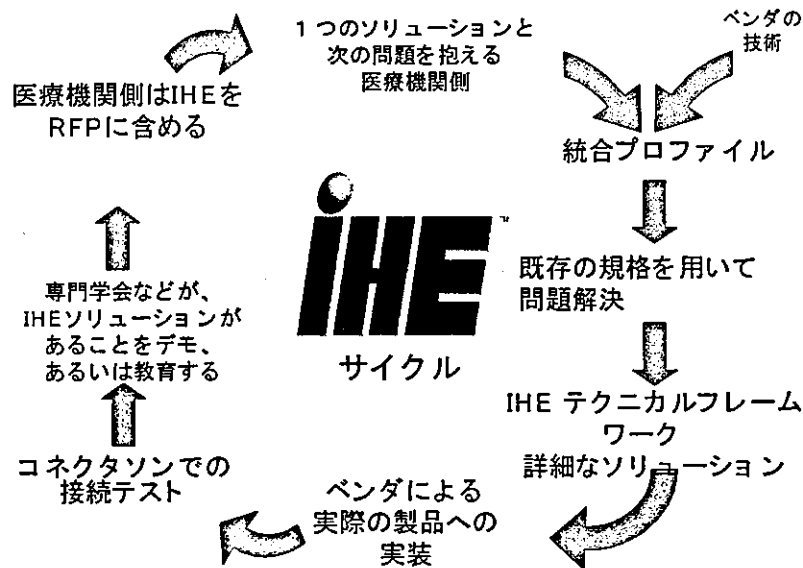 1つのソリューションと
次の問題を抱える
医療機関側
ベンダの
技術
統合プロファイル
既存の規格を用いて
問題解決
IHE テクニカルフレーム
ワーク
詳細なソリューション
ベンダによる
実際の製品への
実装
コネクタソンでの
接続テスト
専門学会などが、
IHEソリューションが
あることをデモ、
あるいは教育する
医療機関側はIHEを
RFPに含める
iHE
サイクル